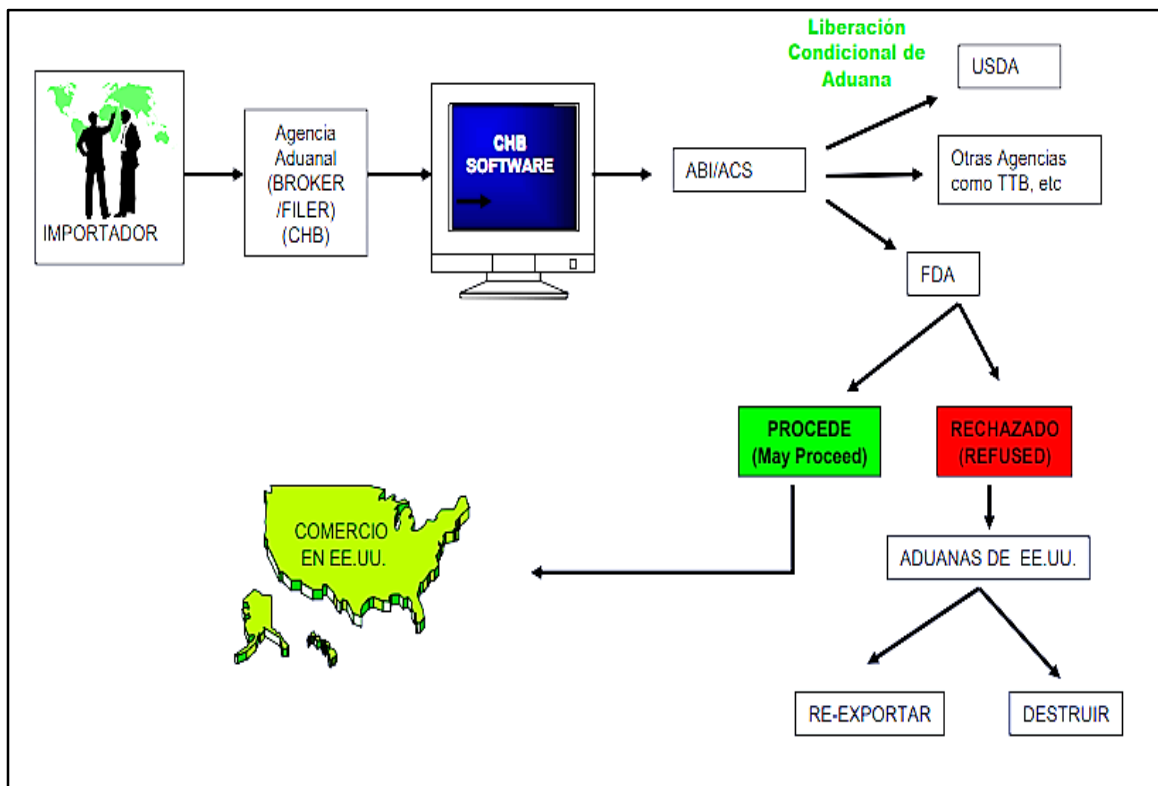 IMPORTADOR
Agencia
Aduanal
(BROKER
/FILER)
(CHB)
CHB
SOFTWARE
ABI/ACS
Liberación
Condicional de
Aduana
USDA
Otras Agencias
como TTB, etc
FDA
PROCEDE
(May Proceed)
RECHAZADO
(REFUSED)
COMERCIO
EN EE.UU.
ADUANAS DE EE.UU.
RE-EXPORTAR
DESTRUIR